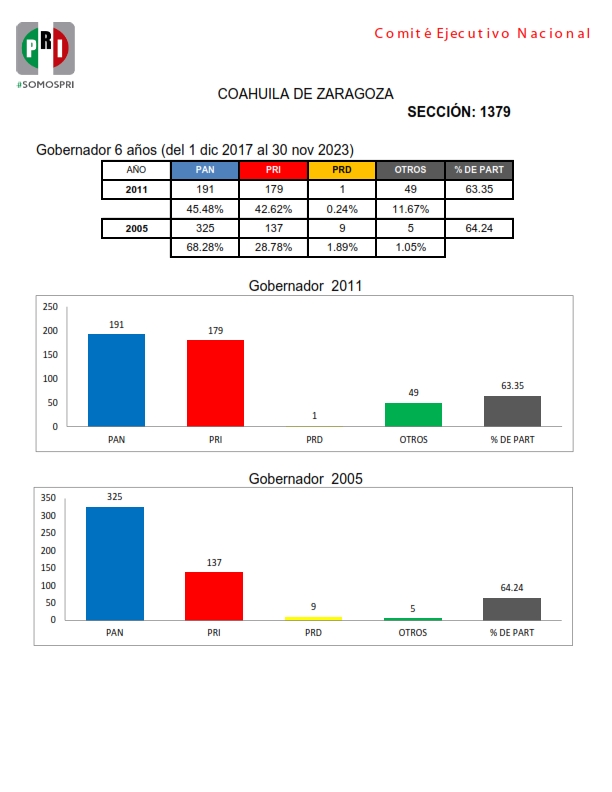 PRI
#SOMOSPRI
Comité Ejecutivo Nacional
COAHUILA DE ZARAGOZA
SECCIÓN: 1379
Gobernador 6 años (del 1 dic 2017 al 30 nov 2023)
AÑO PAN PRI PRD OTROS % DE PART
2011 191 179 1 49 63.35
45.48% 42.62% 0.24% 11.67%
2005 325 137 9 5 64.24
68.28% 28.78% 1.89% 1.05%
Gobernador 2011
250
200
150
100
50
0
191
179
1
49
63.35
PAN PRI PRD OTROS % DE PART
Gobernador 2005
350
300
250
200
150
100
50
0
325
137
9
5
64.24
PAN PRI PRD OTROS % DE PART